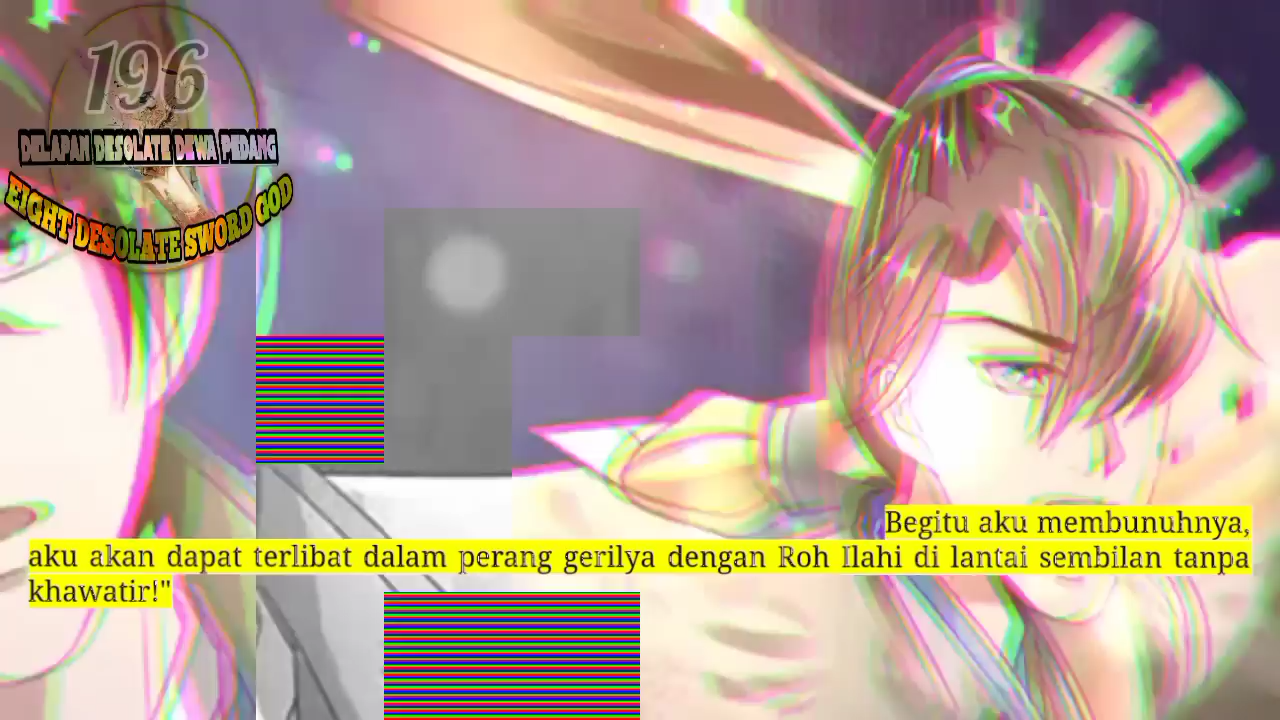 196
DELAPAN DESOLATE DEWA PEDANG
EIGHT DESOLATE SWORD GOD
Begitu aku membunuhnya,
aku akan dapat terlibat dalam perang gerilya dengan Roh Ilahi di lantai sembilan tanpa
khawatir!"